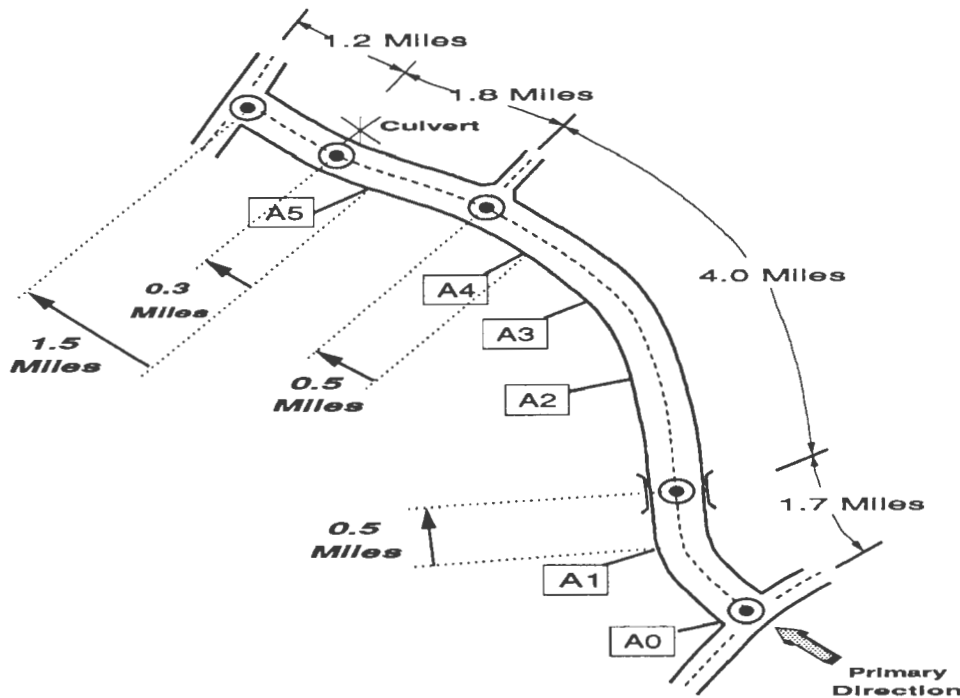 1.2 Miles
1.8 Miles
Culvert
A5
4.0 Miles
0.3
Miles
A4
1.5
Miles
A3
0.5
Miles
A2
1.7 Miles
0.5
Miles
A1
A0
Primary
Direction